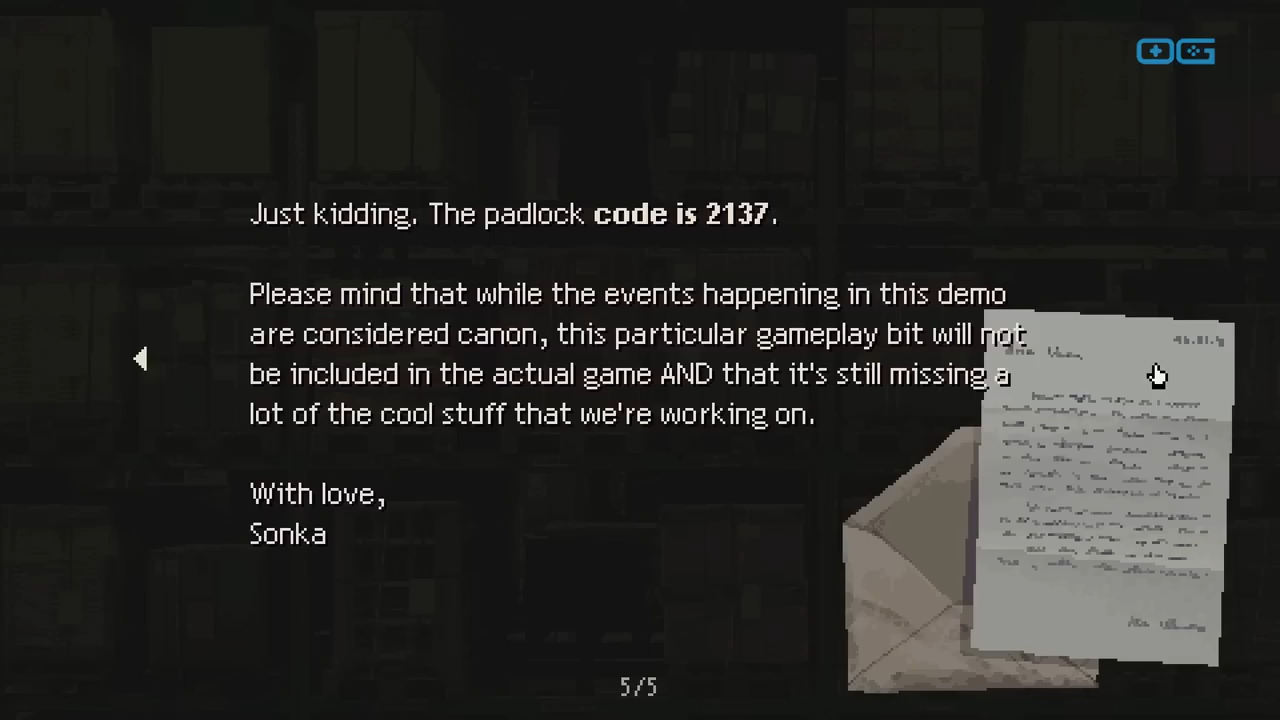 OG
Just kidding. The padlock code is 2137.
Please mind that while the events happening in this demo
are considered canon, this particular gameplay bit will not
be included in the actual game AND that it's still missing a
lot of the cool stuff that we're working on.
With love,
Sonka
5/5